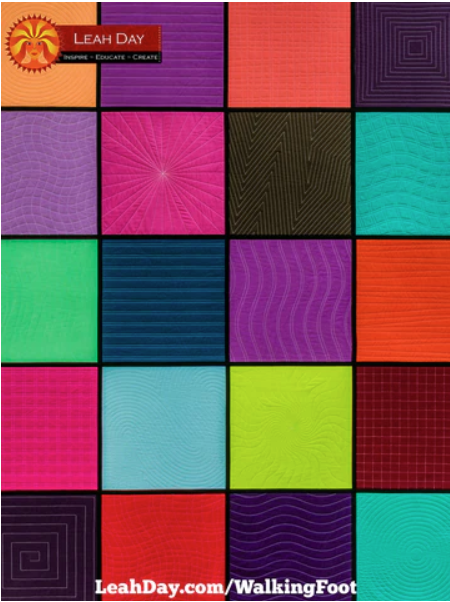 LEAH DAY
INSPIRE ~ EDUCATE ~ CREATE
LeahDay.com/WalkingFoot